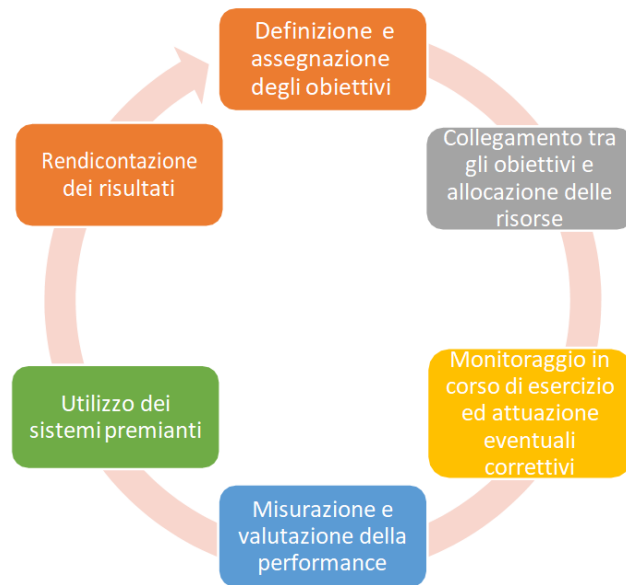 Definizione e
assegnazione
degli obiettivi
Collegamento tra
gli obiettivi e
allocazione delle
risorse
Monitoraggio in
corso di esercizio
ed attuazione
eventuali
correttivi
Misurazione e
valutazione della
performance
Utilizzo dei
sistemi premianti
Rendicontazione
dei risultati